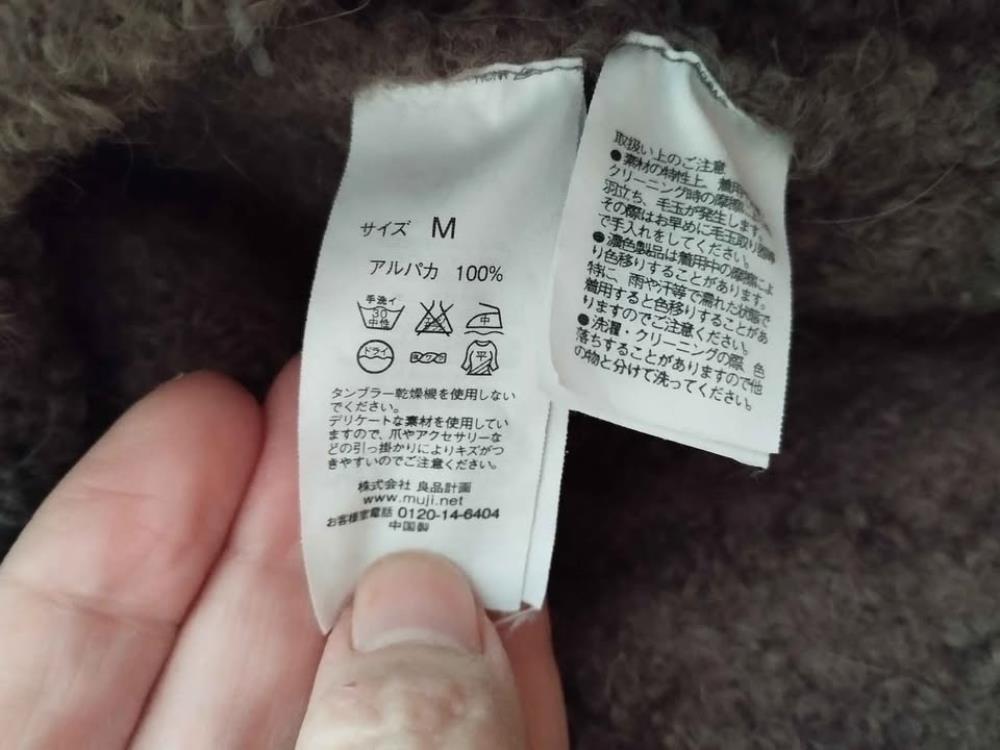 サイズ M
アルパカ 100%
手洗イ
30
中性
中
ドライ
平
タンブラー乾燥機を使用しない
でください。
デリケートな素材を使用してい
ますので、爪やアクセサリーな
どの引っ掛かりによりキズがつ
きやすいのでご注意ください。
株式会社 良品計画
www.muji.net
お客様室電話 0120-14-6404
中国製
取扱い上のご注意
●素材の特性上、着用
クリーニング時の摩擦
羽立ち、毛玉が発生します。
その際はお早めに毛玉取り
で手入れをしてください。
●濃色製品は着用中の摩擦によ
り色移りすることがあります。
特に、雨や汗等で濡れた状態で
着用すると色移りすることがあ
りますのでご注意ください。
●洗濯・クリーニングの際、色
落ちすることがありますので他
の物と分けて洗ってください。